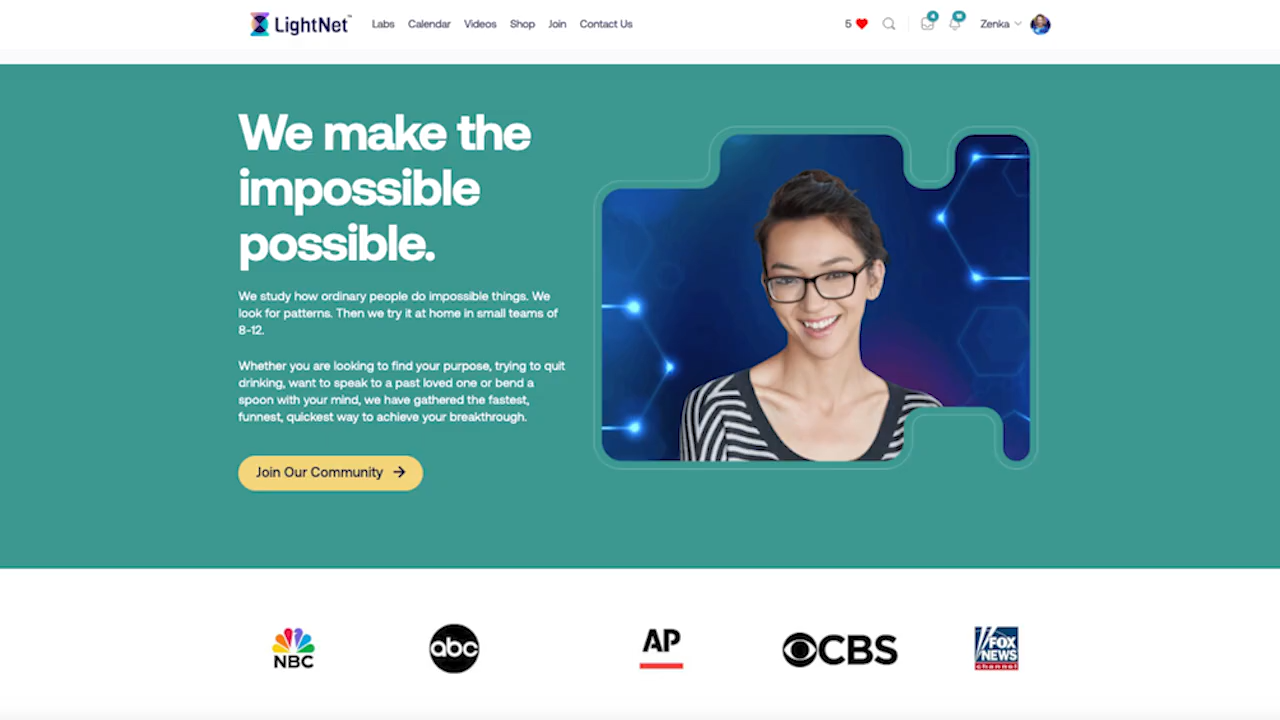 LightNet™ Labs Calendar Videos Shop Join Contact Us 5 4 Zenka
We make the
impossible
possible.
We study how ordinary people do impossible things. We
look for patterns. Then we try it at home in small teams of
8-12.
Whether you are looking to find your purpose, trying to quit
drinking, want to speak to a past loved one or bend a
spoon with your mind, we have gathered the fastest,
funnest, quickest way to achieve your breakthrough.
Join Our Community →
NBC abc AP CBS FOX NEWS channel